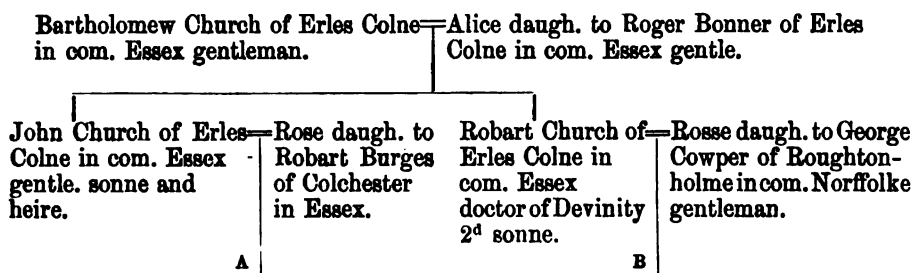 Bartholomew Church of Erles Colne
in com. Essex gentleman.
Alice daugh. to Roger Bonner of Erles
Colne in com. Essex gentle.
John Church of Erles
Colne in com. Essex
gentle. sonne and
heire.
Rose daugh. to
Robart Burges
of Colchester
in Essex.
Robart Church of
Erles Colne in
com. Essex
doctor of Devinity
2d sonne.
Rosse daugh. to George
Cowper of Roughton-
holme in com. Norffolke
gentleman.
A
B